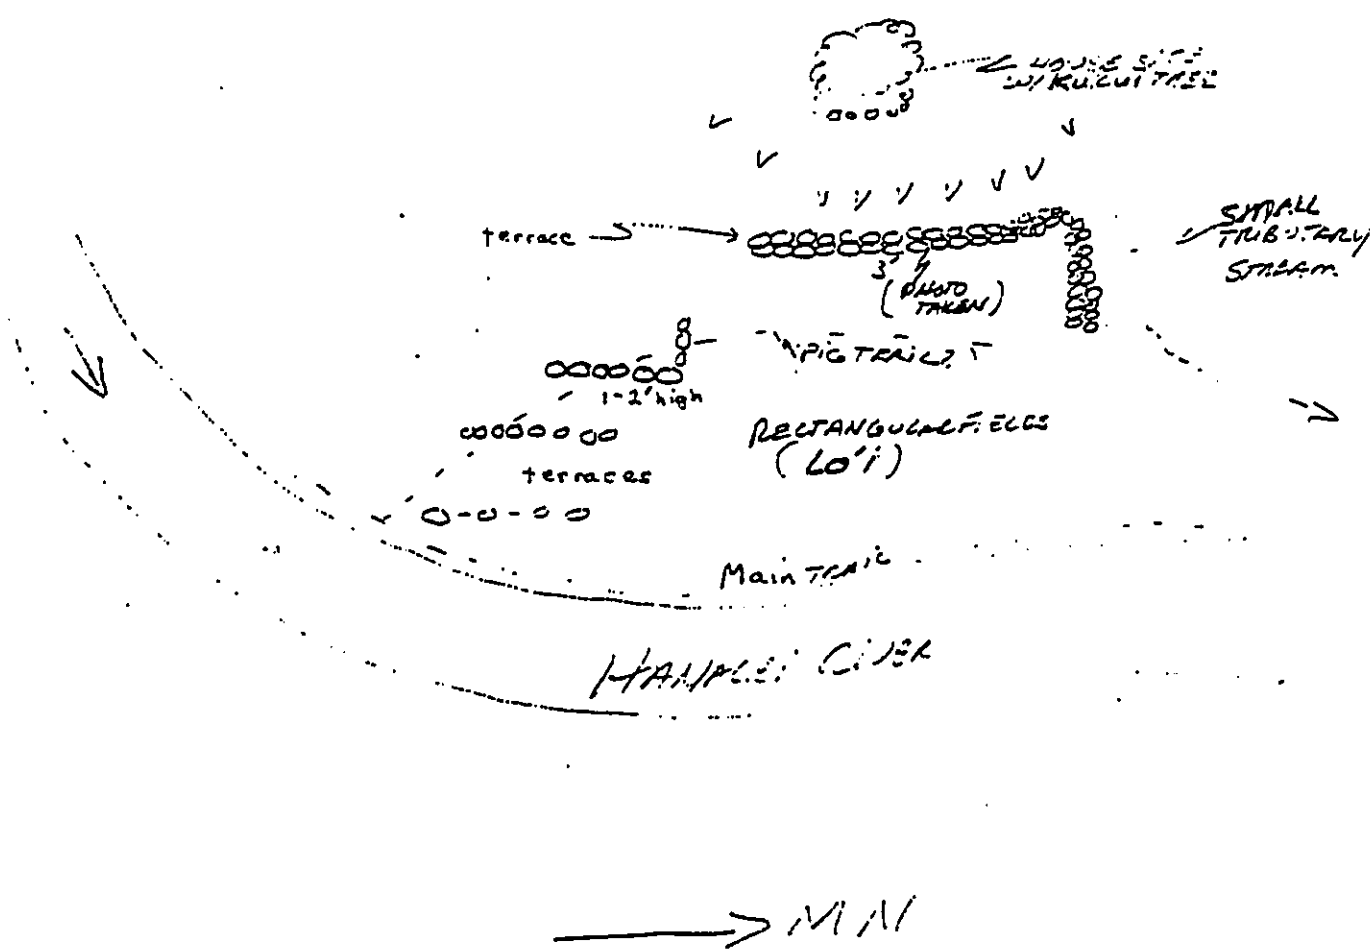 HOUSE SITE
W/ KUKUI TREE
terrace
SMALL
TRIBUTARY
STREAM.
3'
(PHOTO
TAKEN)
PIG TRAIL?
1-2' high
RECTANGULAR FIELDS
(LO'i)
terraces
Main TRAIL
HANALEI RIVER
MN